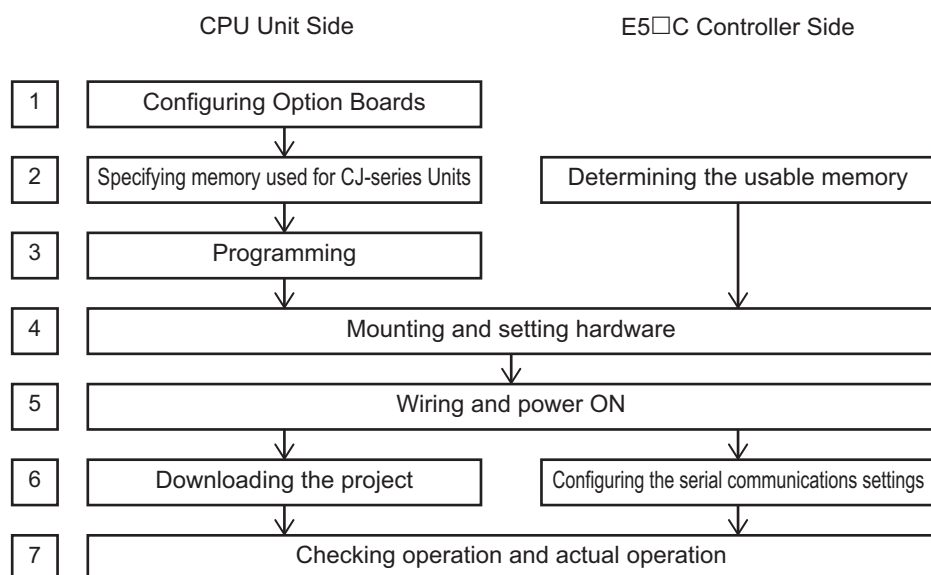 CPU Unit Side E5□C Controller Side
1 Configuring Option Boards
2 Specifying memory used for CJ-series Units Determining the usable memory
3 Programming
4 Mounting and setting hardware
5 Wiring and power ON
6 Downloading the project Configuring the serial communications settings
7 Checking operation and actual operation